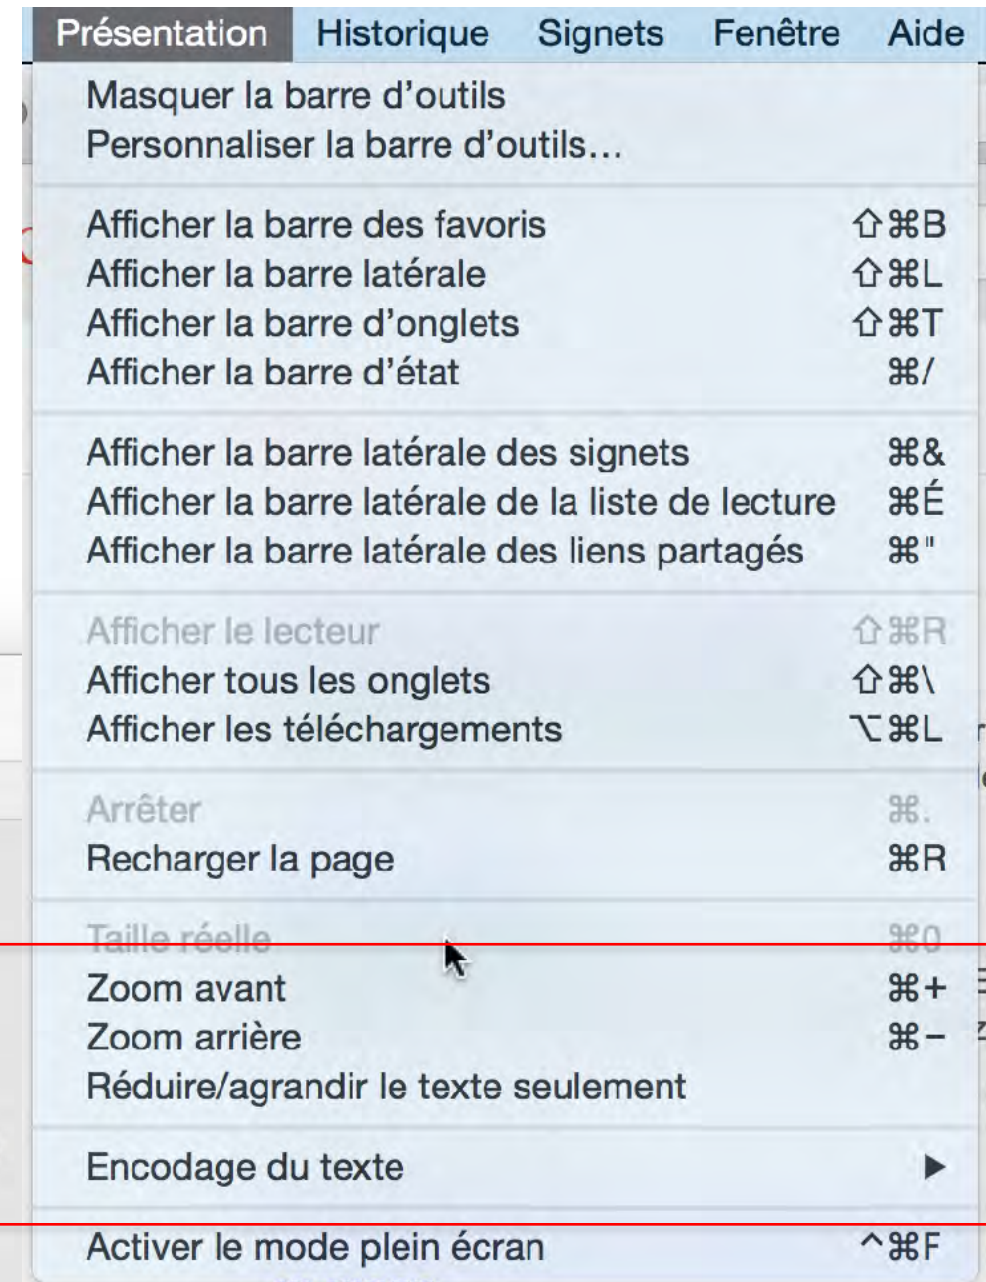 Présentation Historique Signets Fenêtre Aide
Masquer la barre d’outils
Personnaliser la barre d’outils…
Afficher la barre des favoris ⇧⌘B
Afficher la barre latérale ⇧⌘L
Afficher la barre d’onglets ⇧⌘T
Afficher la barre d’état ⌘/
Afficher la barre latérale des signets ⌘&
Afficher la barre latérale de la liste de lecture ⌘É
Afficher la barre latérale des liens partagés ⌘"
Afficher le lecteur ⇧⌘R
Afficher tous les onglets ⇧⌘\
Afficher les téléchargements ⌥⌘L
Arrêter ⌘.
Recharger la page ⌘R
Taille réelle ⌘0
Zoom avant ⌘+
Zoom arrière ⌘−
Réduire/agrandir le texte seulement
Encodage du texte ▶
Activer le mode plein écran ^⌘F